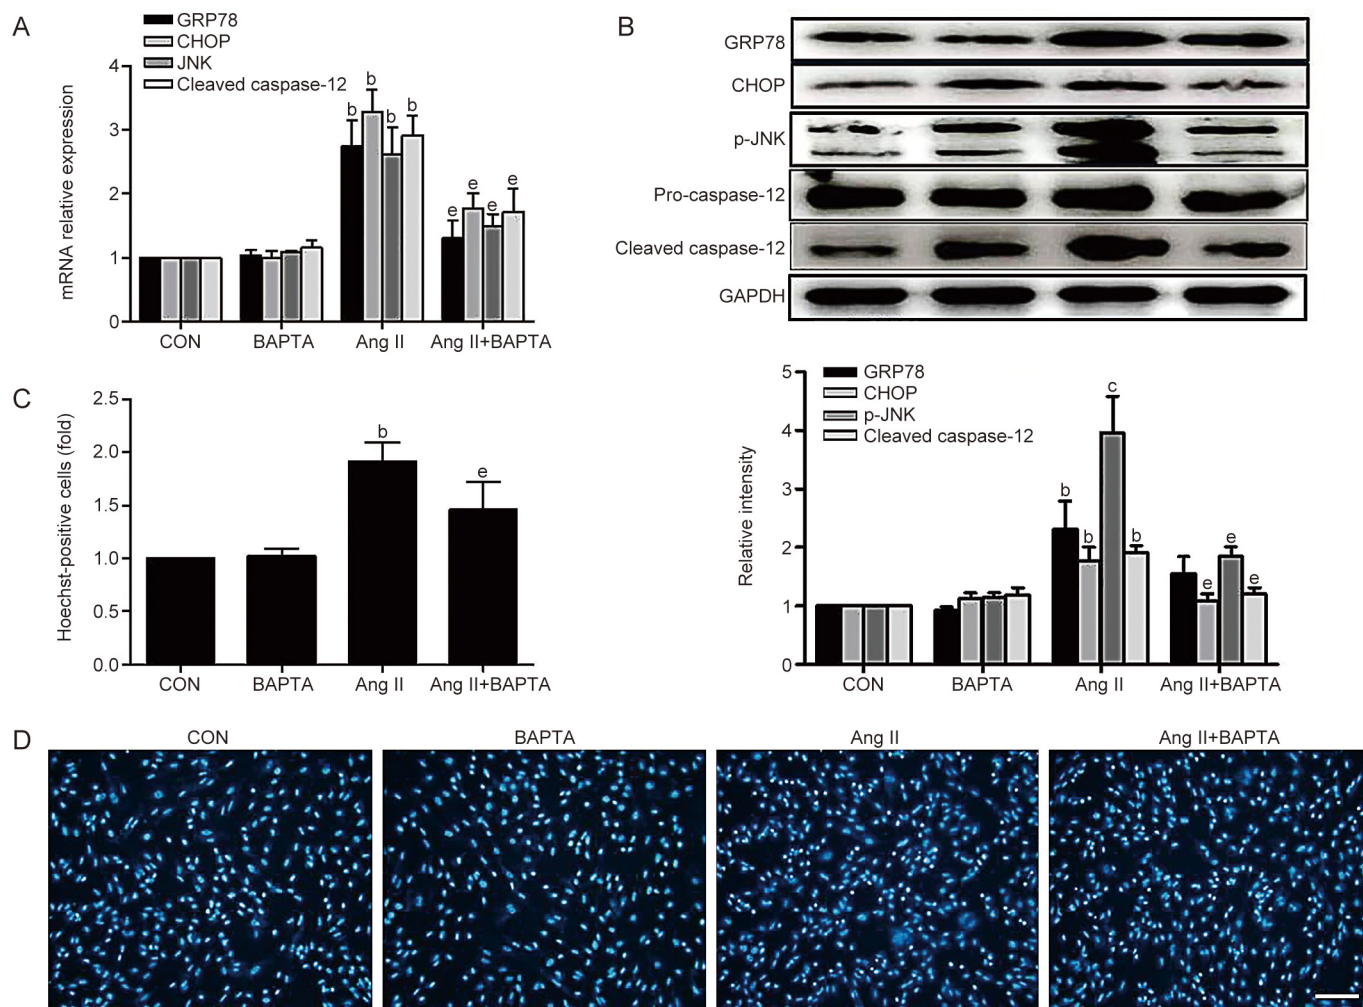 A
GRP78
CHOP
JNK
Cleaved caspase-12
mRNA relative expression
4
3
2
1
0
b
b
b
b
e
e
e
e
CON
BAPTA
Ang II
Ang II+BAPTA
B
GRP78
CHOP
p-JNK
Pro-caspase-12
Cleaved caspase-12
GAPDH
C
Hoechst-positive cells (fold)
2.5
2.0
1.5
1.0
0.5
0.0
b
e
CON
BAPTA
Ang II
Ang II+BAPTA
GRP78
CHOP
p-JNK
Cleaved caspase-12
Relative intensity
5
4
3
2
1
0
b
b
c
b
e
e
e
CON
BAPTA
Ang II
Ang II+BAPTA
D
CON
BAPTA
Ang II
Ang II+BAPTA